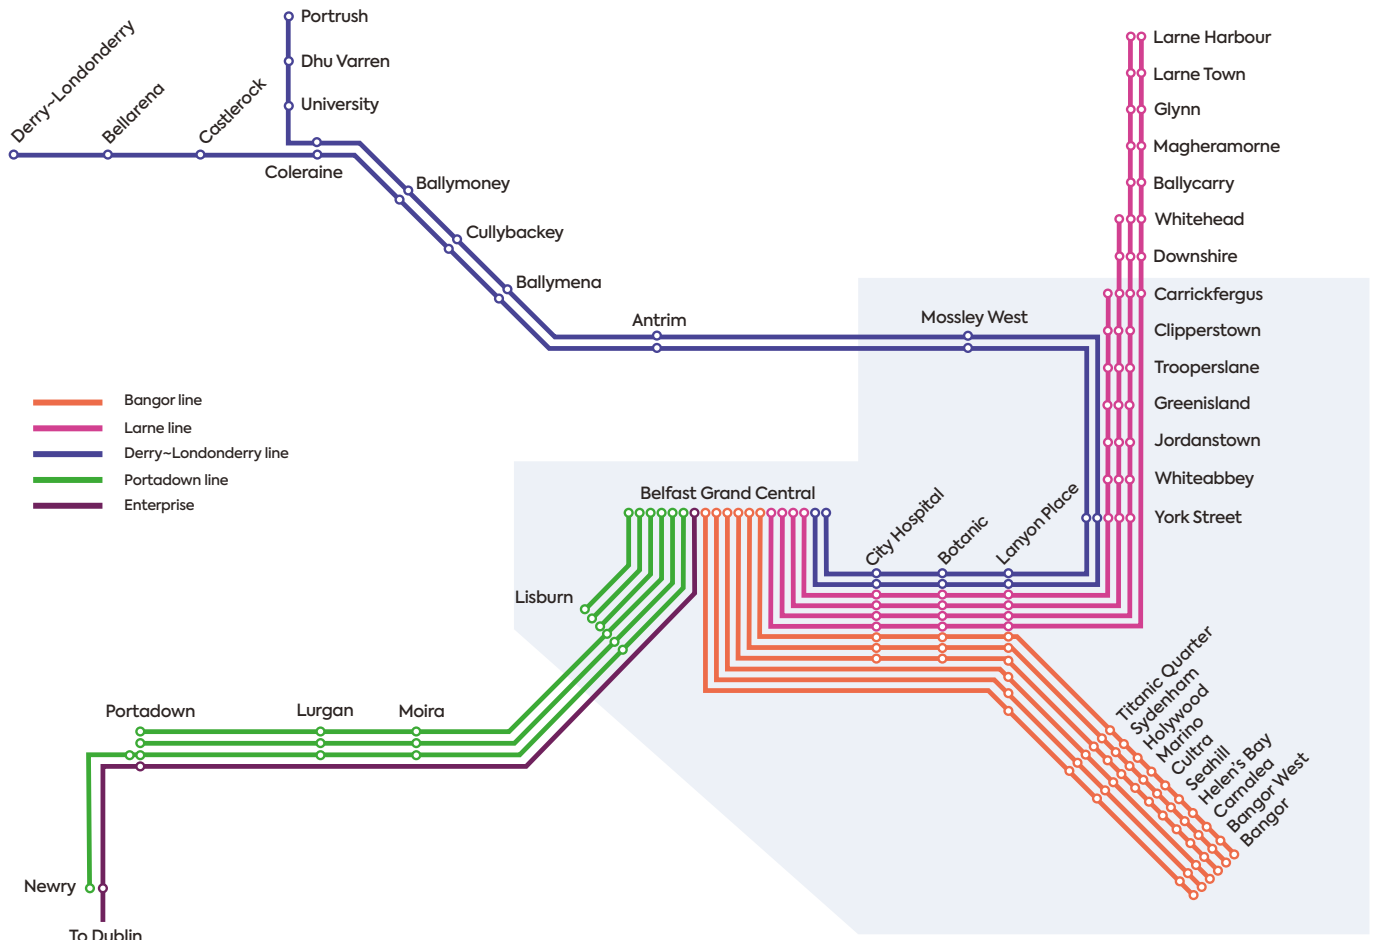 Portrush
Dhu Varren
University
Derry~Londonderry
Bellarena
Castlerock
Coleraine
Ballymoney
Cullybackey
Ballymena
Antrim
Mossley West
Larne Harbour
Larne Town
Glynn
Magheramorne
Ballycarry
Whitehead
Downshire
Carrickfergus
Clipperstown
Trooperslane
Greenisland
Jordanstown
Whiteabbey
York Street
Bangor line
Larne line
Derry~Londonderry line
Portadown line
Enterprise
Belfast Grand Central
City Hospital
Botanic
Lanyon Place
Lisburn
Portadown
Lurgan
Moira
Titanic Quarter
Sydenham
Holywood
Marino
Cultra
Seahill
Helen's Bay
Carnalea
Bangor West
Bangor
Newry
To Dublin